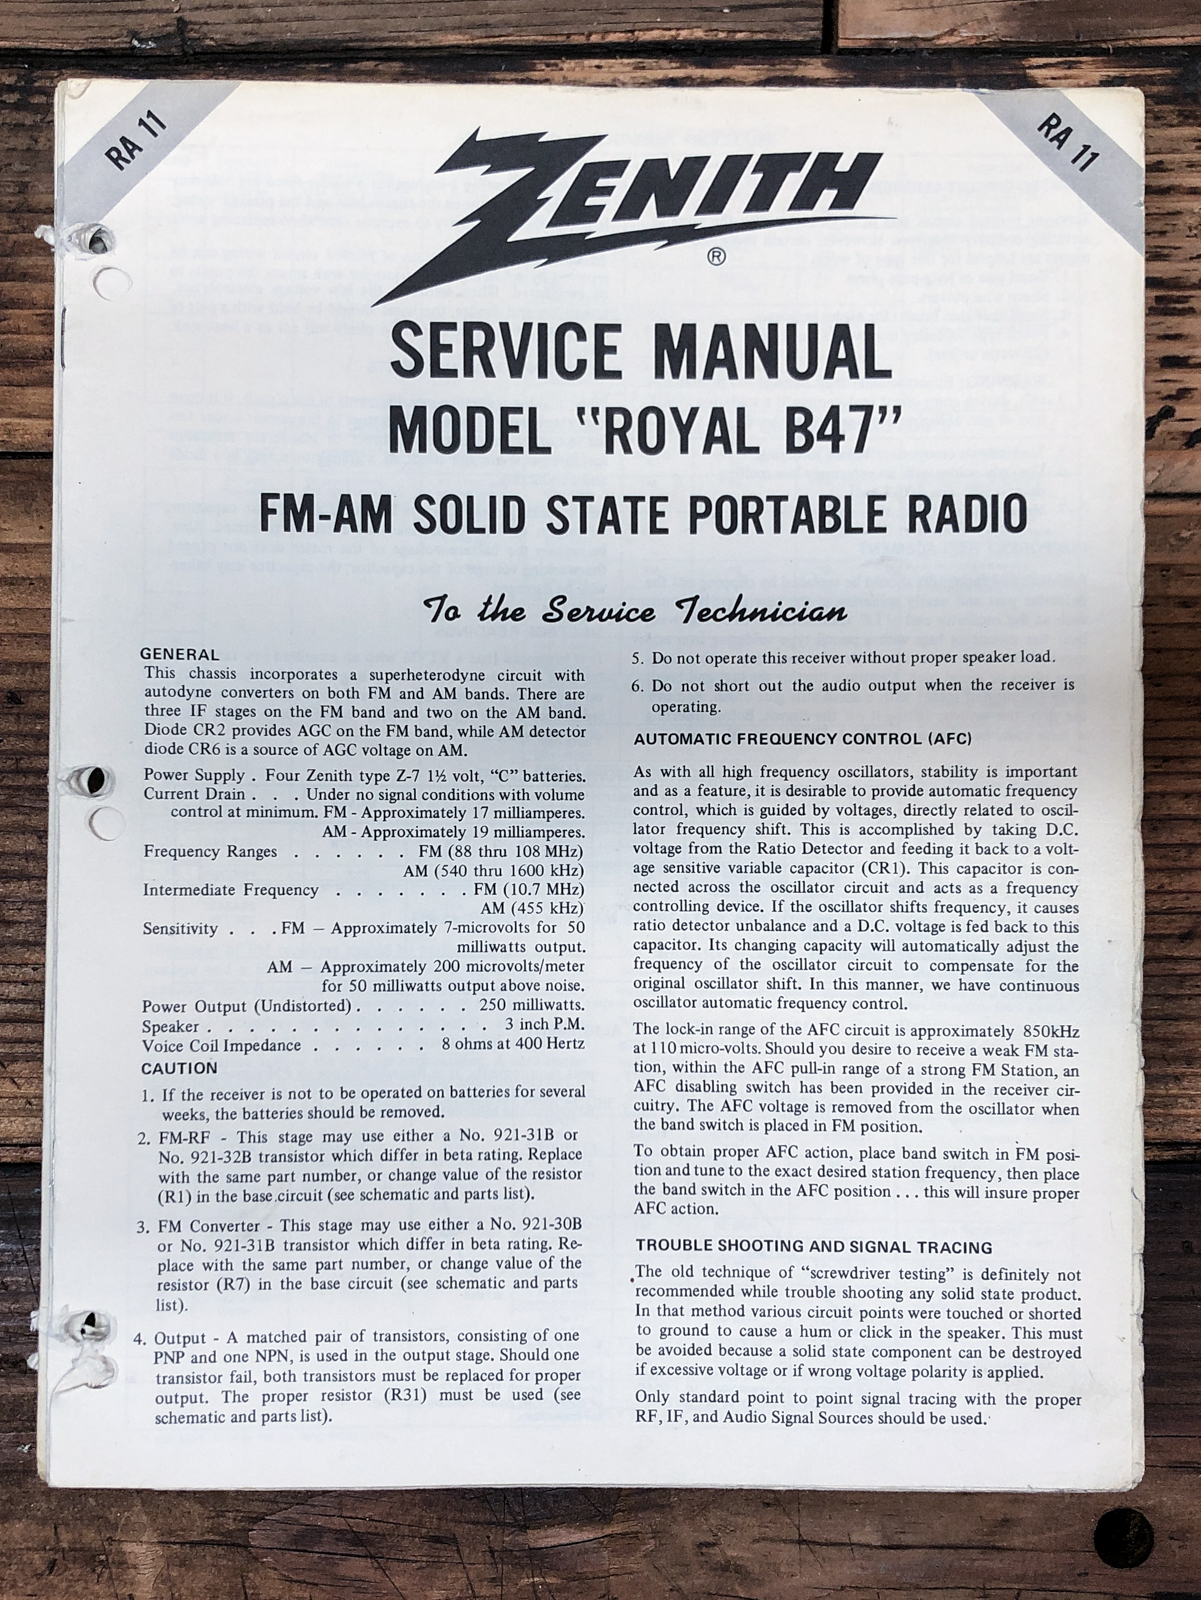 RA 11
RA 11
ZENITH
®
SERVICE MANUAL
MODEL "ROYAL B47"
FM-AM SOLID STATE PORTABLE RADIO
To the Service Technician
GENERAL
This chassis incorporates a superheterodyne circuit with
autodyne converters on both FM and AM bands. There are
three IF stages on the FM band and two on the AM band.
Diode CR2 provides AGC on the FM band, while AM detector
diode CR6 is a source of AGC voltage on AM.
Power Supply . Four Zenith type Z-7 1½ volt, "C" batteries.
Current Drain . . . Under no signal conditions with volume
control at minimum. FM - Approximately 17 milliamperes.
AM - Approximately 19 milliamperes.
Frequency Ranges . . . . . . FM (88 thru 108 MHz)
AM (540 thru 1600 kHz)
Intermediate Frequency . . . . . . . FM (10.7 MHz)
AM (455 kHz)
Sensitivity . . . FM — Approximately 7-microvolts for 50
milliwatts output.
AM — Approximately 200 microvolts/meter
for 50 milliwatts output above noise.
Power Output (Undistorted) . . . . . . 250 milliwatts.
Speaker . . . . . . . . . . . . . . . 3 inch P.M.
Voice Coil Impedance . . . . . . 8 ohms at 400 Hertz
CAUTION
1. If the receiver is not to be operated on batteries for several
weeks, the batteries should be removed.
2. FM-RF - This stage may use either a No. 921-31B or
No. 921-32B transistor which differ in beta rating. Replace
with the same part number, or change value of the resistor
(R1) in the base circuit (see schematic and parts list).
3. FM Converter - This stage may use either a No. 921-30B
or No. 921-31B transistor which differ in beta rating. Re-
place with the same part number, or change value of the
resistor (R7) in the base circuit (see schematic and parts
list).
4. Output - A matched pair of transistors, consisting of one
PNP and one NPN, is used in the output stage. Should one
transistor fail, both transistors must be replaced for proper
output. The proper resistor (R31) must be used (see
schematic and parts list).
5. Do not operate this receiver without proper speaker load.
6. Do not short out the audio output when the receiver is
operating.
AUTOMATIC FREQUENCY CONTROL (AFC)
As with all high frequency oscillators, stability is important
and as a feature, it is desirable to provide automatic frequency
control, which is guided by voltages, directly related to oscil-
lator frequency shift. This is accomplished by taking D.C.
voltage from the Ratio Detector and feeding it back to a volt-
age sensitive variable capacitor (CR1). This capacitor is con-
nected across the oscillator circuit and acts as a frequency
controlling device. If the oscillator shifts frequency, it causes
ratio detector unbalance and a D.C. voltage is fed back to this
capacitor. Its changing capacity will automatically adjust the
frequency of the oscillator circuit to compensate for the
original oscillator shift. In this manner, we have continuous
oscillator automatic frequency control.
The lock-in range of the AFC circuit is approximately 850kHz
at 110 micro-volts. Should you desire to receive a weak FM sta-
tion, within the AFC pull-in range of a strong FM Station, an
AFC disabling switch has been provided in the receiver cir-
cuitry. The AFC voltage is removed from the oscillator when
the band switch is placed in FM position.
To obtain proper AFC action, place band switch in FM posi-
tion and tune to the exact desired station frequency, then place
the band switch in the AFC position . . . this will insure proper
AFC action.
TROUBLE SHOOTING AND SIGNAL TRACING
The old technique of "screwdriver testing" is definitely not
recommended while trouble shooting any solid state product.
In that method various circuit points were touched or shorted
to ground to cause a hum or click in the speaker. This must
be avoided because a solid state component can be destroyed
if excessive voltage or if wrong voltage polarity is applied.
Only standard point to point signal tracing with the proper
RF, IF, and Audio Signal Sources should be used.